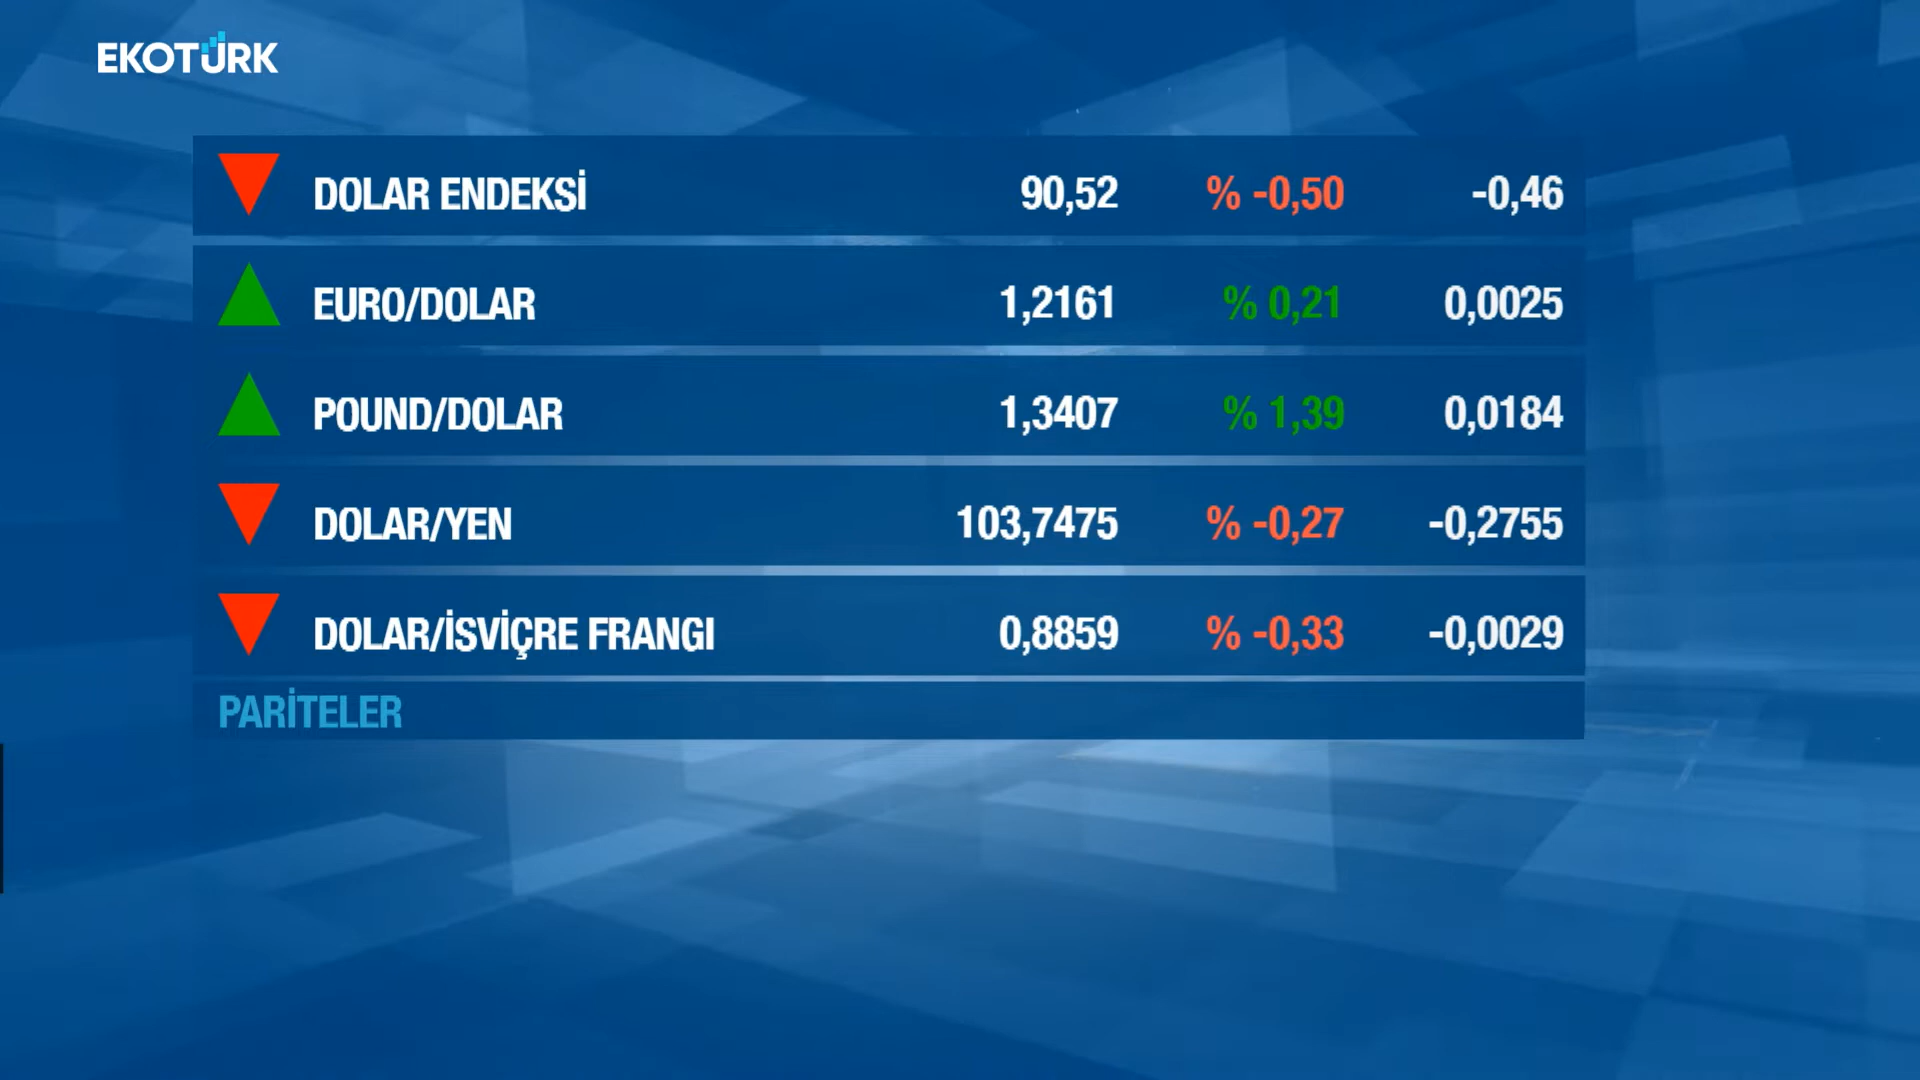 EKOTÜRK
DOLAR ENDEKSİ 90,52 % -0,50 -0,46
EURO/DOLAR 1,2161 % 0,21 0,0025
POUND/DOLAR 1,3407 % 1,39 0,0184
DOLAR/YEN 103,7475 % -0,27 -0,2755
DOLAR/İSVİÇRE FRANGI 0,8859 % -0,33 -0,0029
PARİTELER